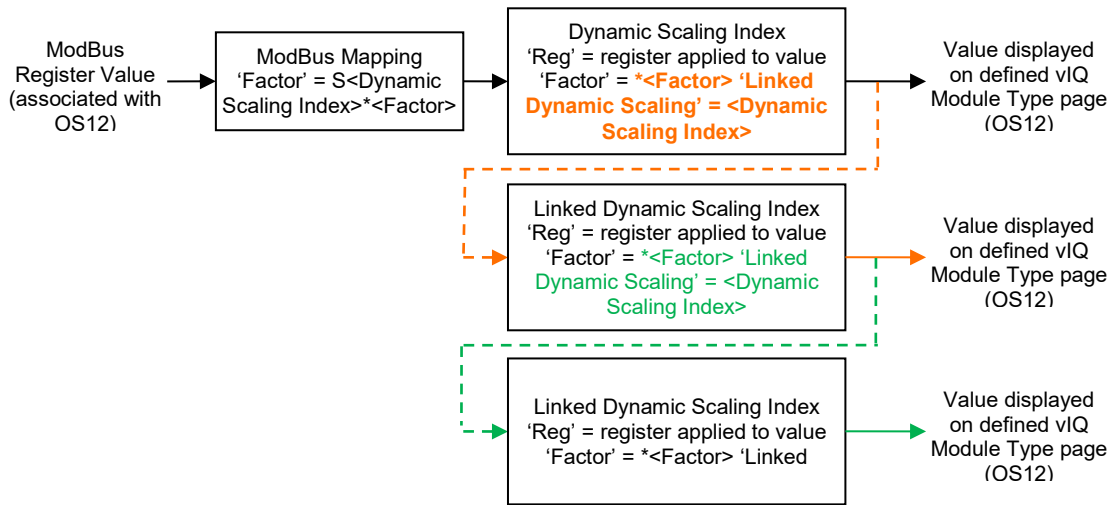 ModBus
Register Value
(associated with
OS12)
ModBus Mapping
‘Factor’ = S<Dynamic
Scaling Index>*<Factor>
Dynamic Scaling Index
‘Reg’ = register applied to value
‘Factor’ = *<Factor> ‘Linked
Dynamic Scaling’ = <Dynamic
Scaling Index>
Value displayed
on defined vIQ
Module Type page
(OS12)
Linked Dynamic Scaling Index
‘Reg’ = register applied to value
‘Factor’ = *<Factor> ‘Linked
Dynamic Scaling’ = <Dynamic
Scaling Index>
Value displayed
on defined vIQ
Module Type page
(OS12)
Linked Dynamic Scaling Index
‘Reg’ = register applied to value
‘Factor’ = *<Factor> ‘Linked
Value displayed
on defined vIQ
Module Type page
(OS12)